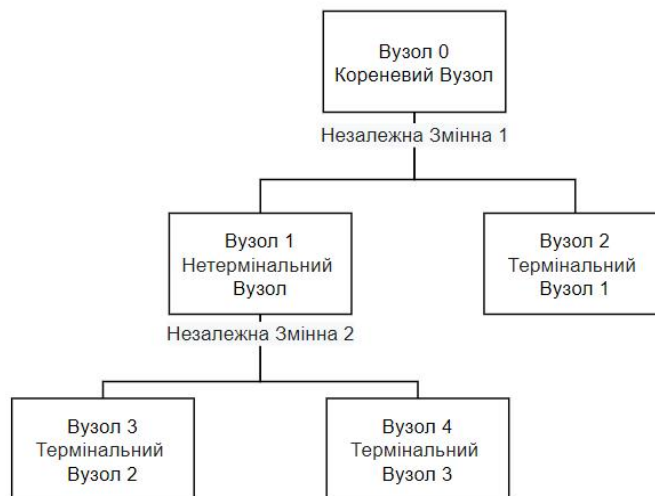 Вузол 0
Кореневий Вузол
Незалежна Змінна 1
Вузол 1
Нетермінальний
Вузол
Вузол 2
Термінальний
Вузол 1
Незалежна Змінна 2
Вузол 3
Термінальний
Вузол 2
Вузол 4
Термінальний
Вузол 3